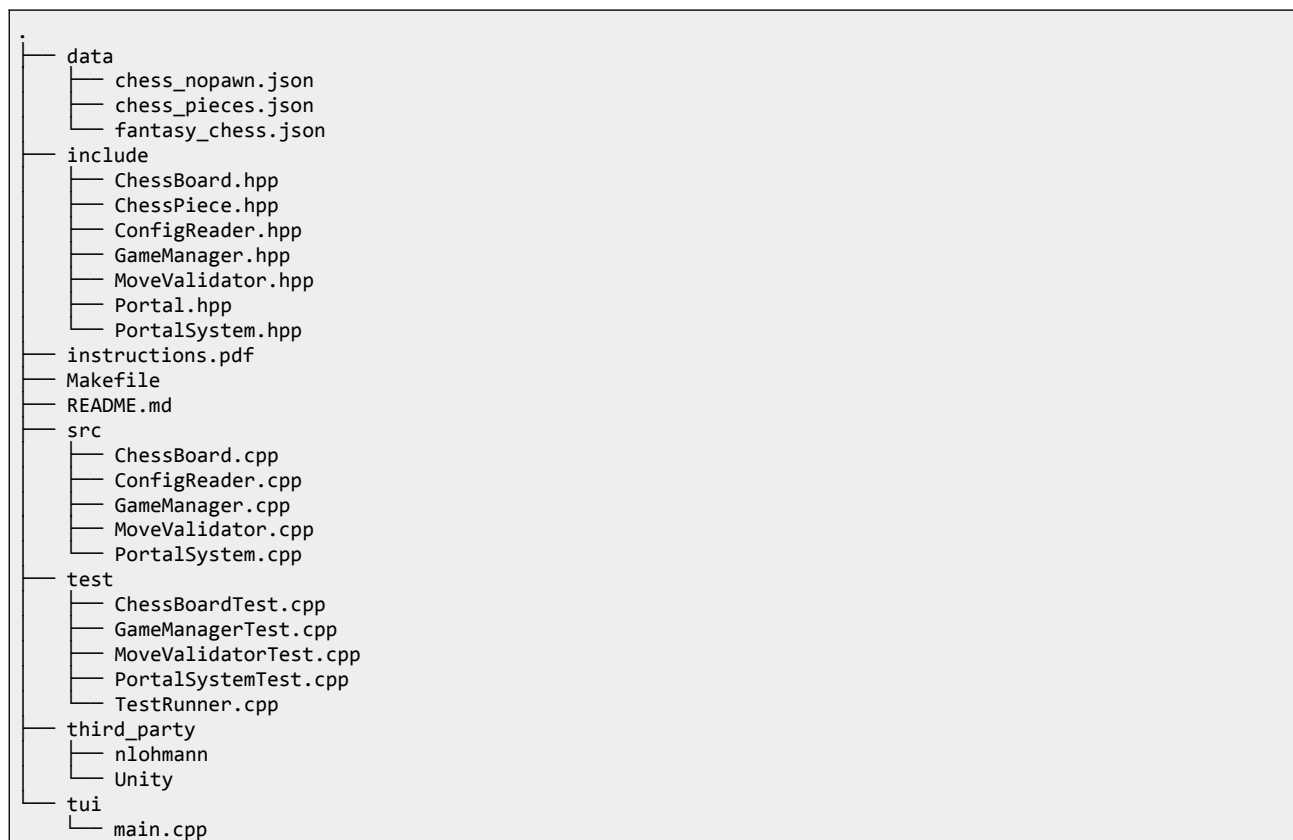 .
├── data
│   ├── chess_nopawn.json
│   ├── chess_pieces.json
│   └── fantasy_chess.json
├── include
│   ├── ChessBoard.hpp
│   ├── ChessPiece.hpp
│   ├── ConfigReader.hpp
│   ├── GameManager.hpp
│   ├── MoveValidator.hpp
│   ├── Portal.hpp
│   └── PortalSystem.hpp
├── instructions.pdf
├── Makefile
├── README.md
├── src
│   ├── ChessBoard.cpp
│   ├── ConfigReader.cpp
│   ├── GameManager.cpp
│   ├── MoveValidator.cpp
│   └── PortalSystem.cpp
├── test
│   ├── ChessBoardTest.cpp
│   ├── GameManagerTest.cpp
│   ├── MoveValidatorTest.cpp
│   ├── PortalSystemTest.cpp
│   └── TestRunner.cpp
├── third_party
│   ├── nlohmann
│   └── Unity
└── tui
    └── main.cpp